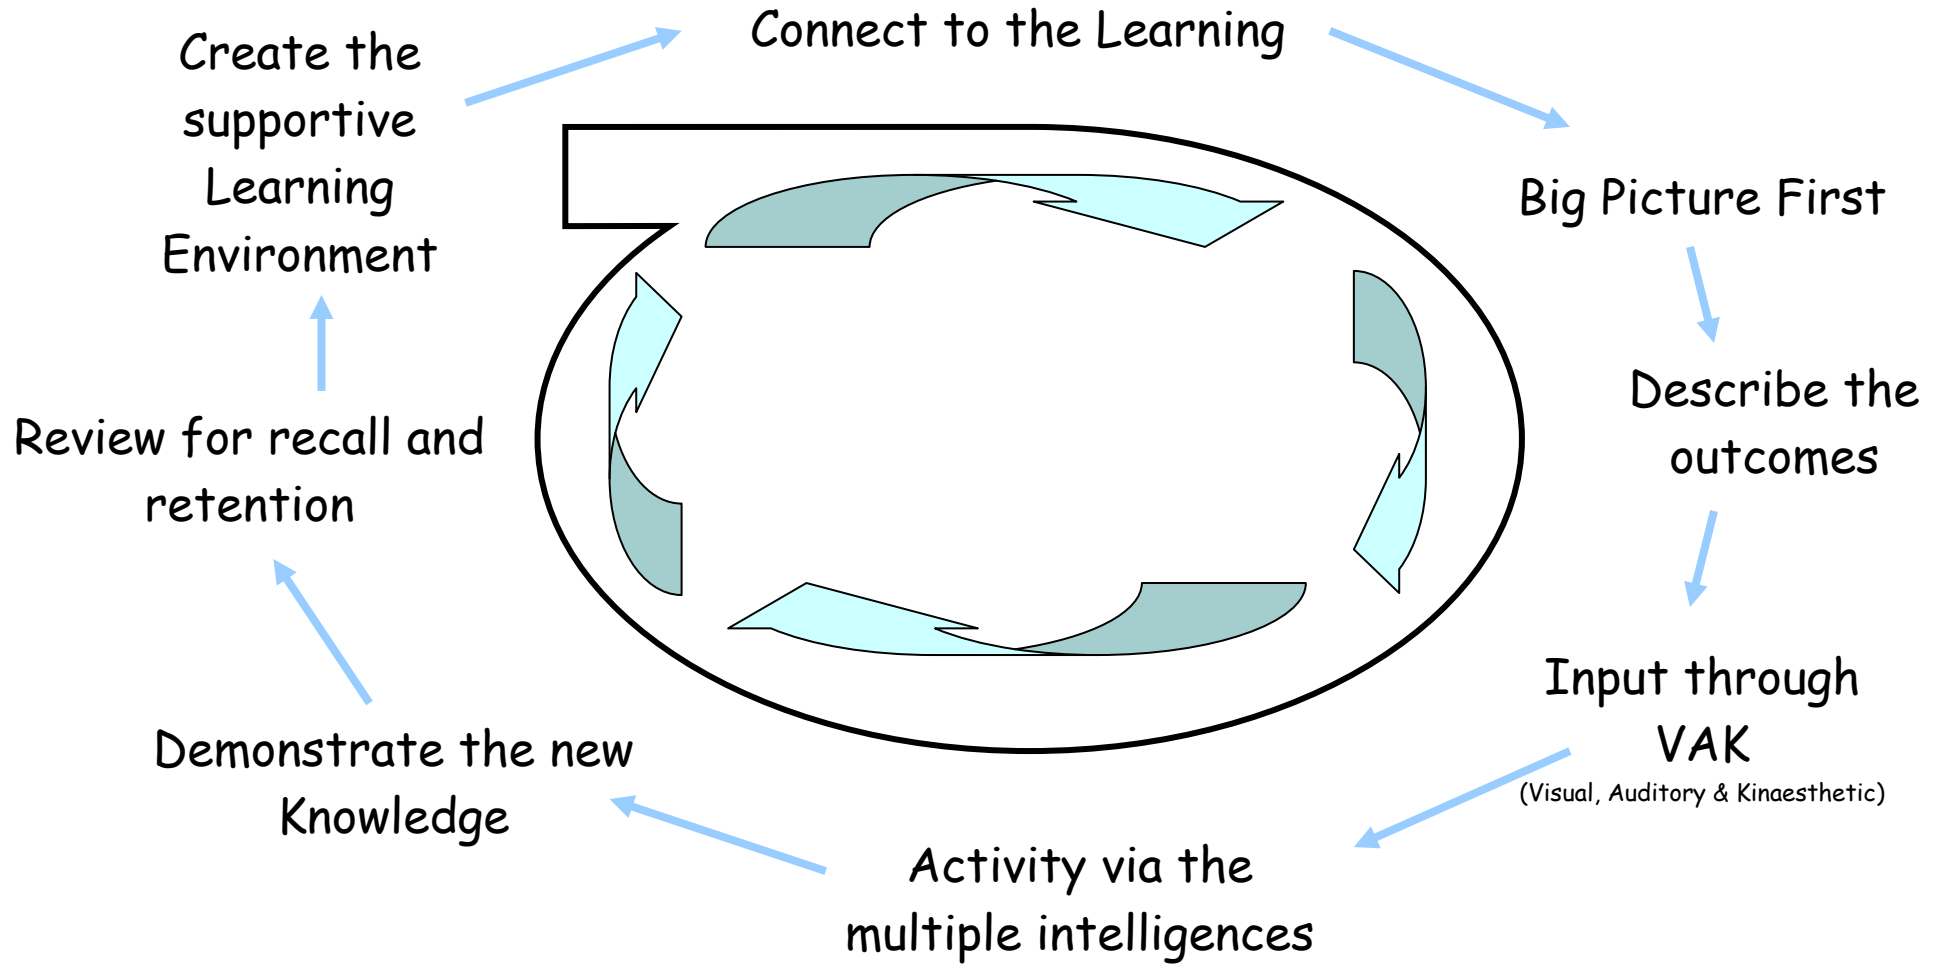 Create the
supportive
Learning
Environment
Connect to the Learning
Big Picture First
Describe the
outcomes
Input through
VAK
(Visual, Auditory & Kinaesthetic)
Activity via the
multiple intelligences
Demonstrate the new
Knowledge
Review for recall and
retention